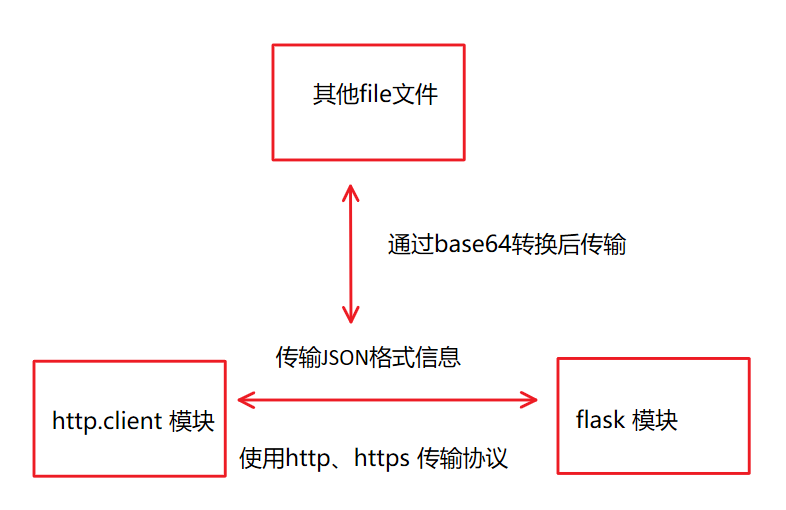 其他file文件
通过base64转换后传输
传输JSON格式信息
http.client 模块
flask 模块
使用http、https 传输协议